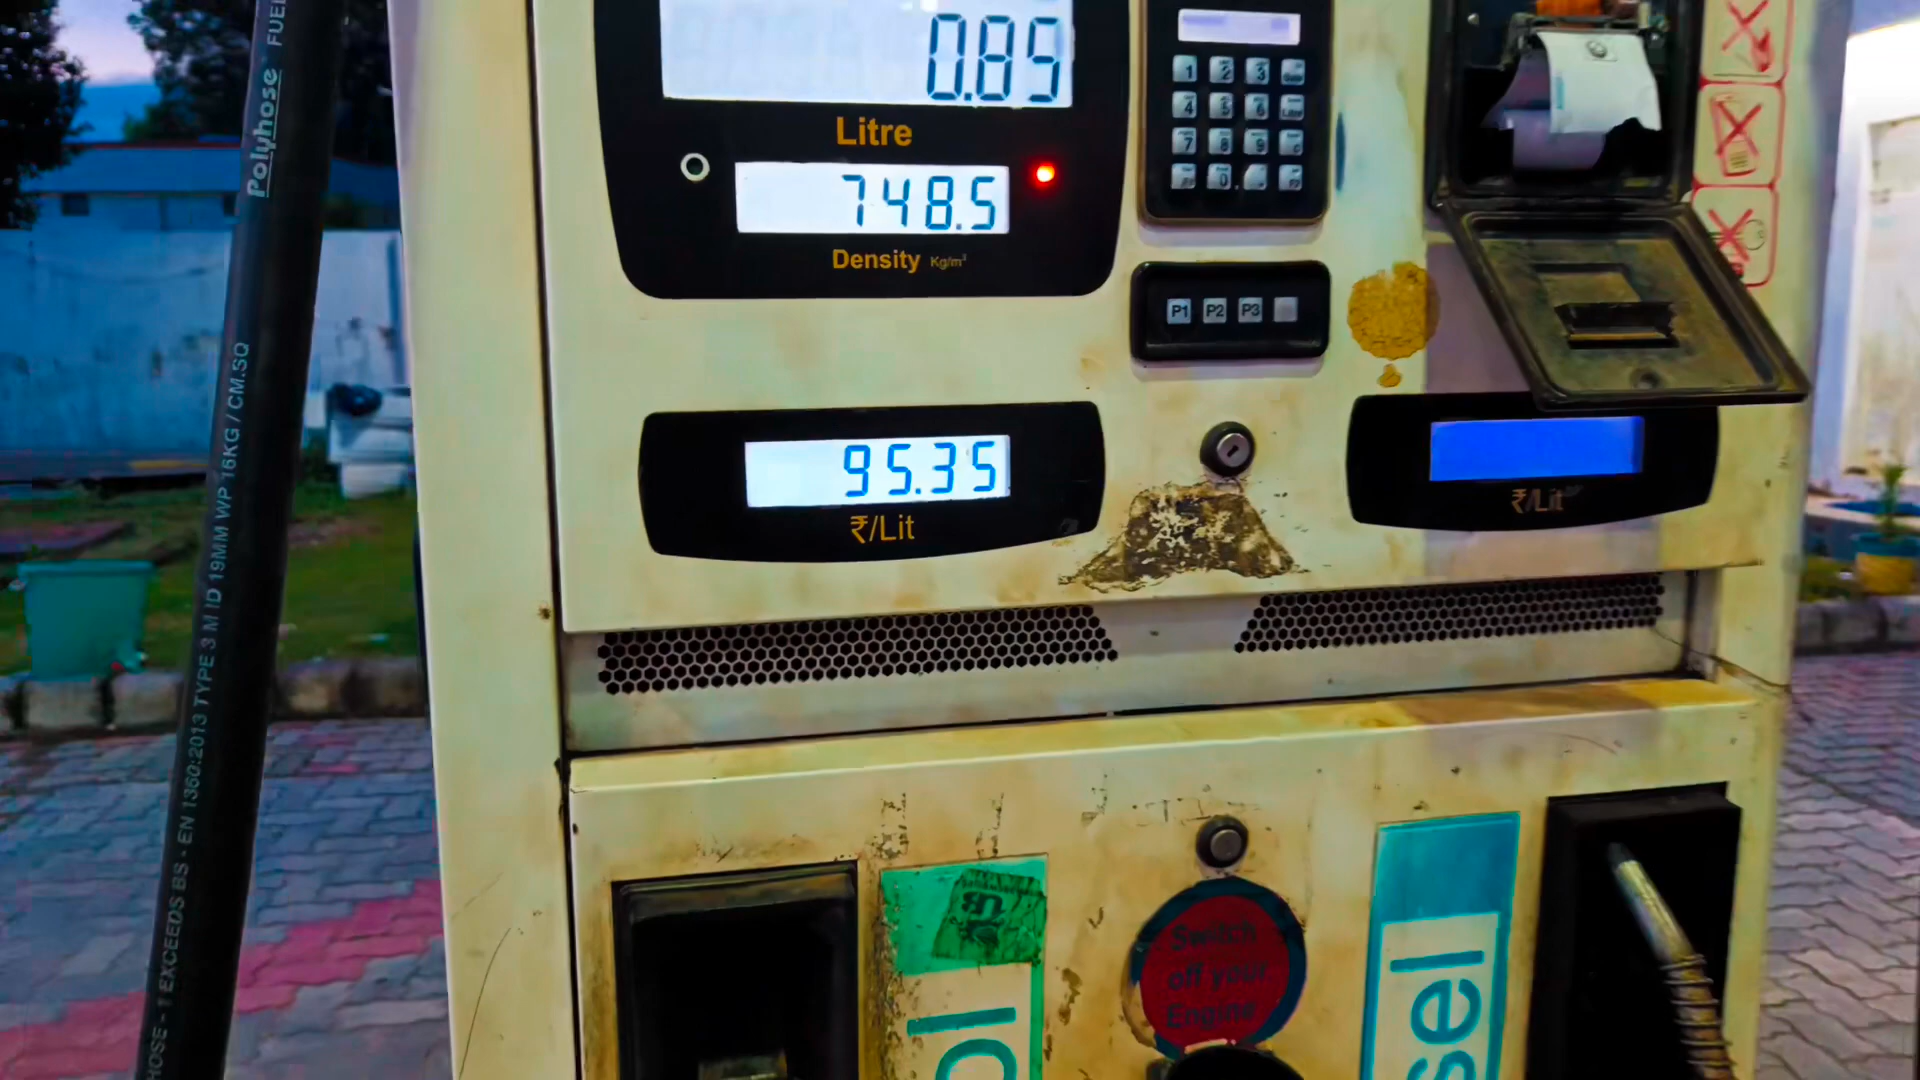 0.85
Litre
748.5
Density Kg/m³
1 2 3
4 5 6
7 8 9 C
0 .
P1 P2 P3
95.35
₹/Lit
₹/Lit
Polyhose FUEL
HOSE - 1 EXCEEDS BS - EN 1360:2013 TYPE 3 M ID 19MM WP 16KG / CM.SQ
ol
Switch
off your
Engine
sel